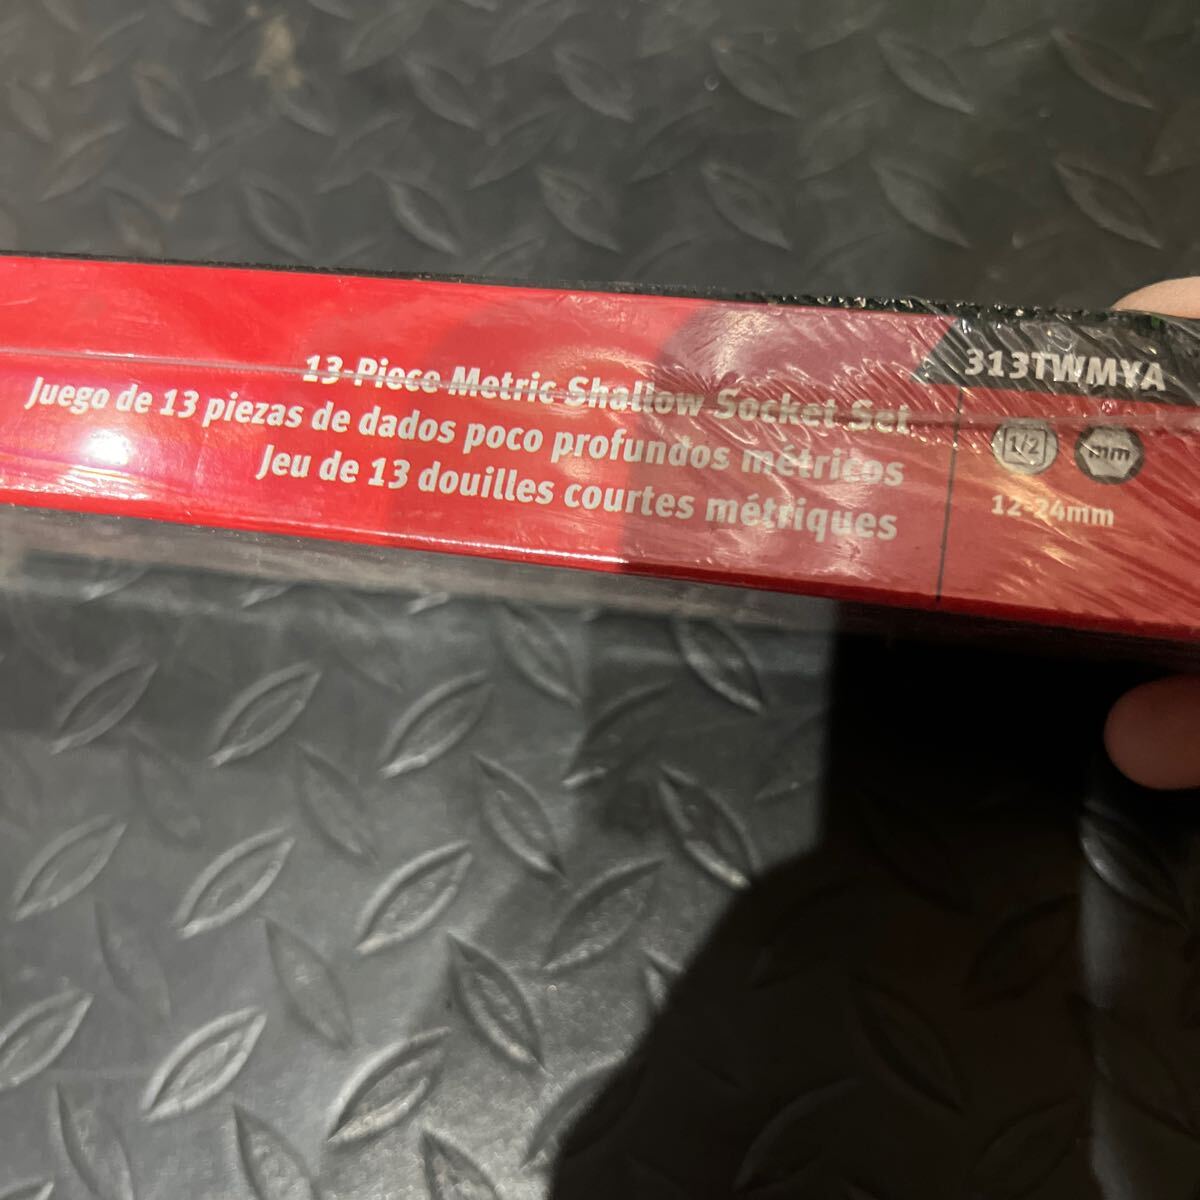 13-Piece Metric Shallow Socket Set
Juego de 13 piezas de dados poco profundos métricos
Jeu de 13 douilles courtes métriques
313TWMYA
1/2 mm
12-24mm